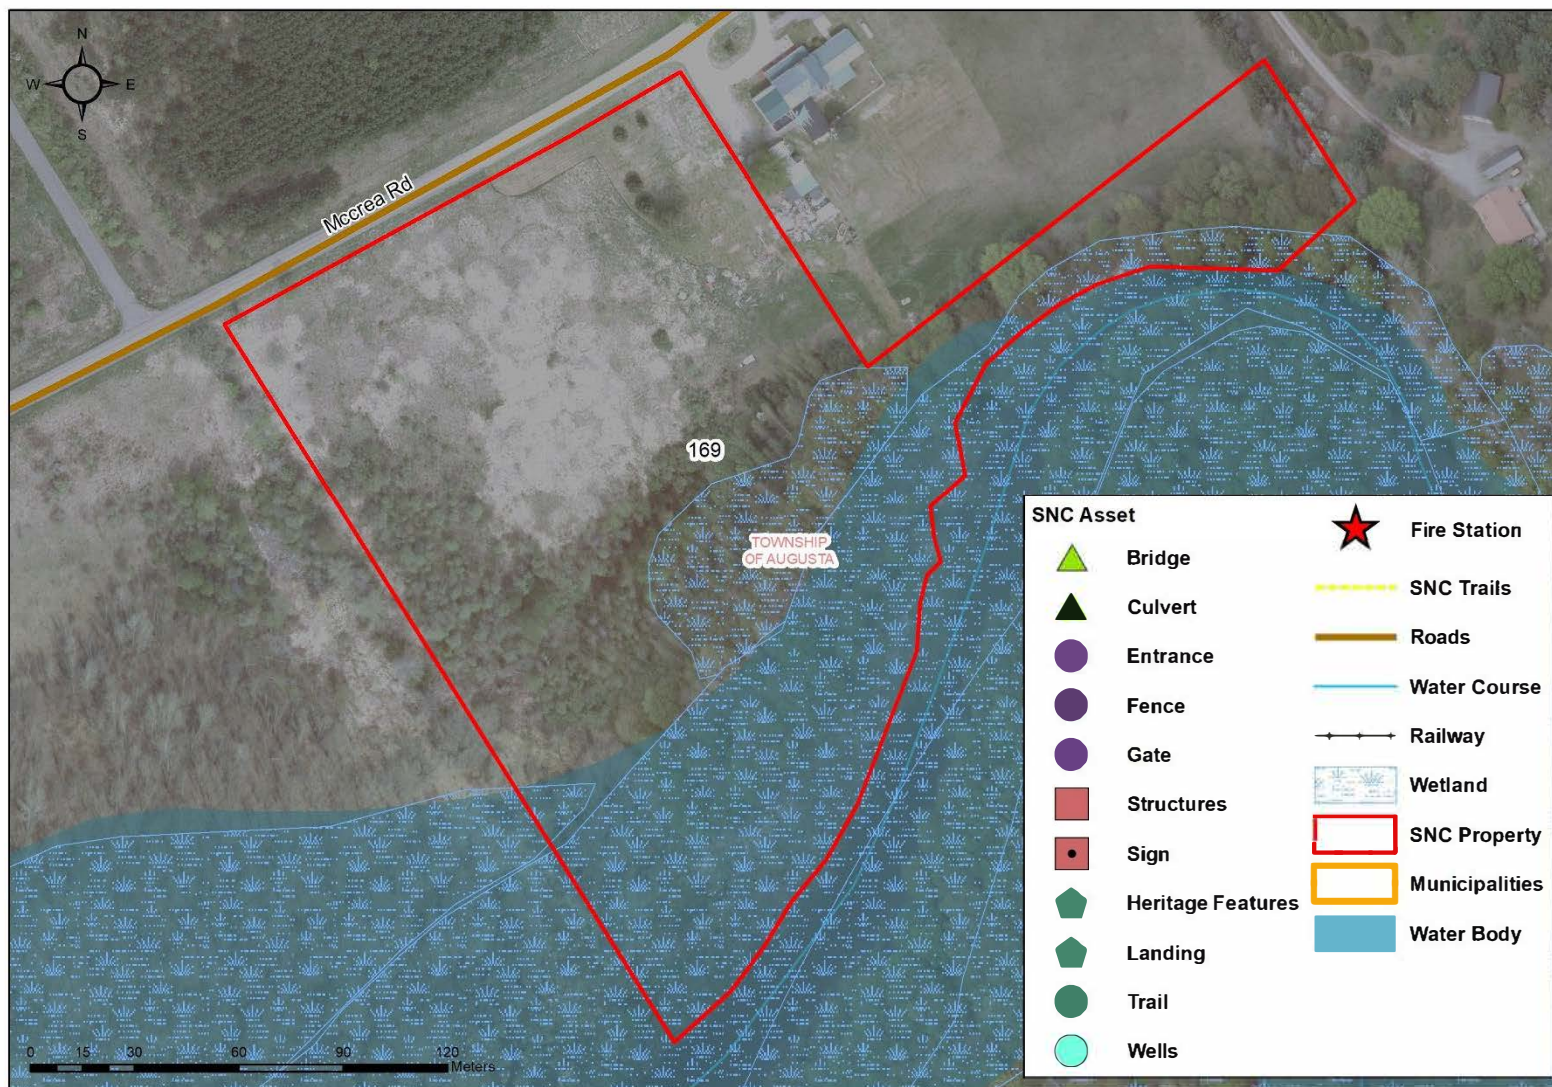 N
W E
S
Mccrea Rd
169
TOWNSHIP
OF AUGUSTA
SNC Asset
Bridge
Culvert
Entrance
Fence
Gate
Structures
Sign
Heritage Features
Landing
Trail
Wells
Fire Station
SNC Trails
Roads
Water Course
Railway
Wetland
SNC Property
Municipalities
Water Body
0 15 30 60 90 120
Meters